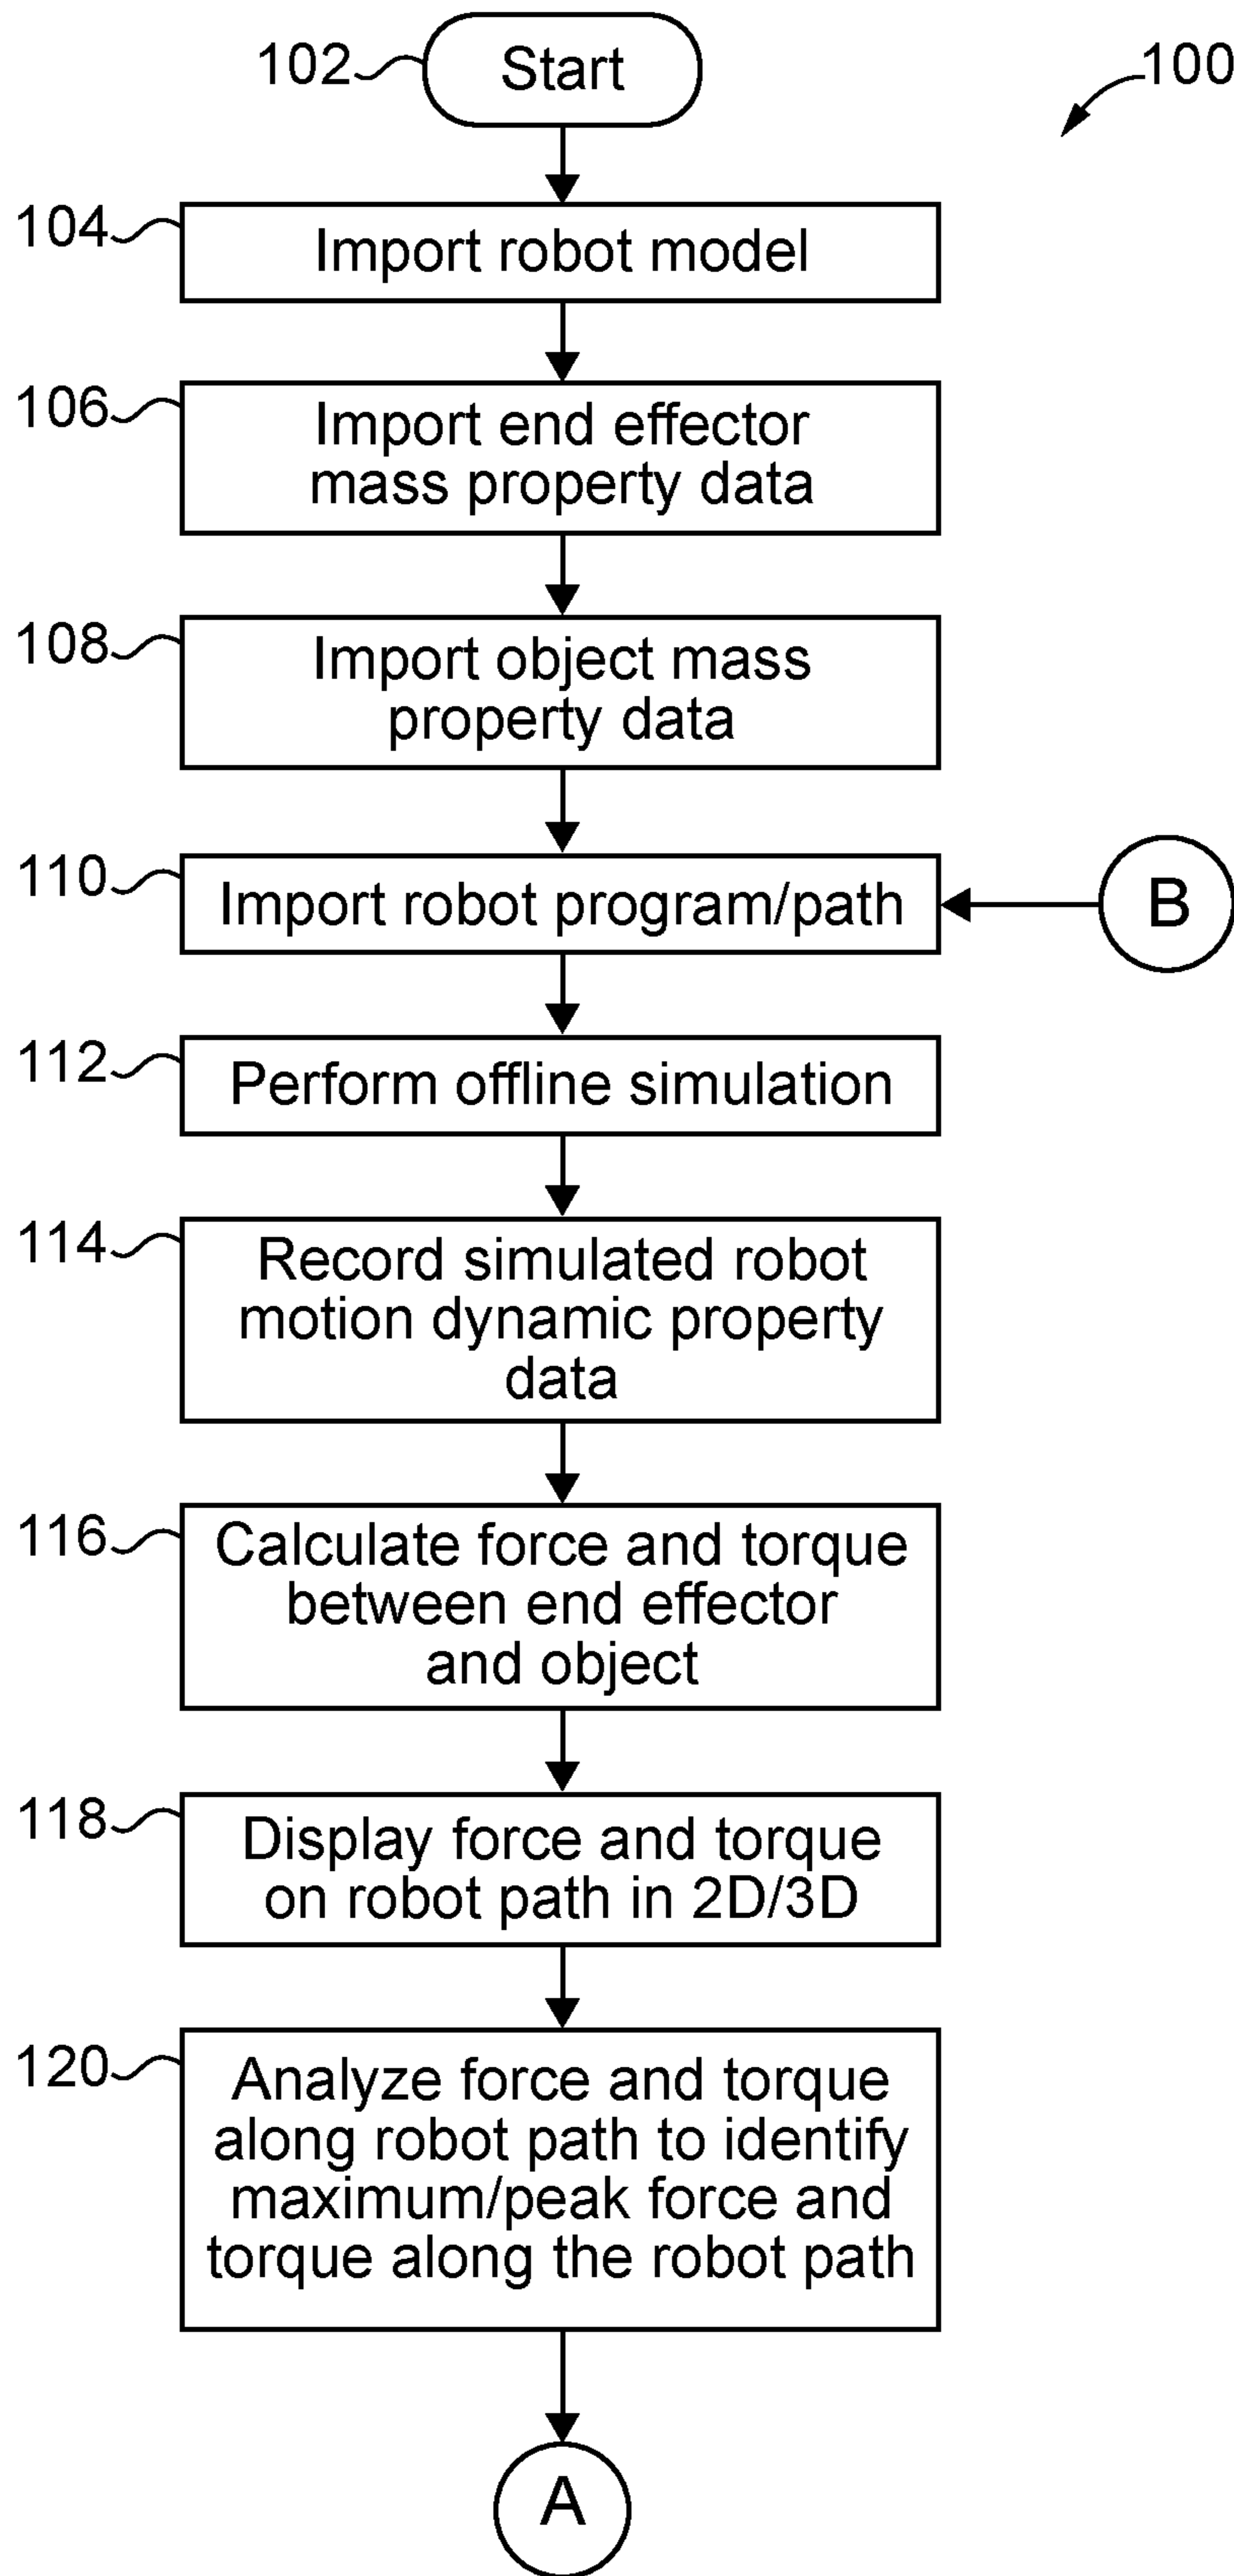 102 Start 100
104 Import robot model
106 Import end effector
mass property data
108 Import object mass
property data
110 Import robot program/path B
112 Perform offline simulation
114 Record simulated robot
motion dynamic property
data
116 Calculate force and torque
between end effector
and object
118 Display force and torque
on robot path in 2D/3D
120 Analyze force and torque
along robot path to identify
maximum/peak force and
torque along the robot path
A